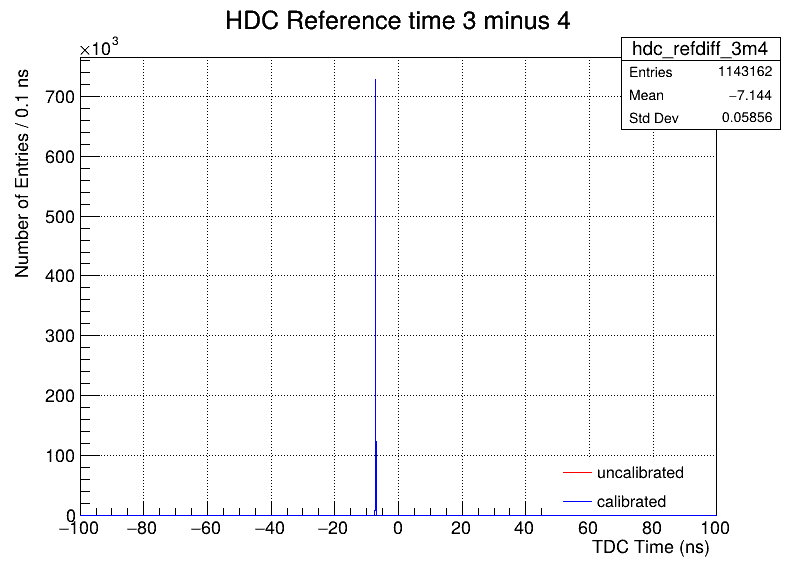 HDC Reference time 3 minus 4
×10³
hdc_refdiff_3m4
Entries 1143162
Mean −7.144
Std Dev 0.05856
Number of Entries / 0.1 ns
700
600
500
400
300
200
100
0
−100 −80 −60 −40 −20 0 20 40 60 80 100
uncalibrated
calibrated
TDC Time (ns)